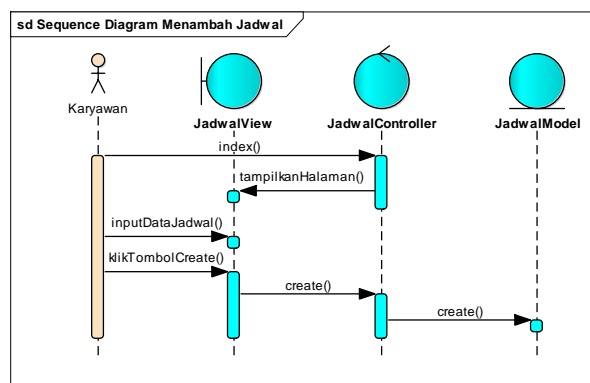 sd Sequence Diagram Menambah Jadwal
Karyawan
JadwalView
JadwalController
JadwalModel
index()
tampilkanHalaman()
inputDataJadwal()
klikTombolCreate()
create()
create()